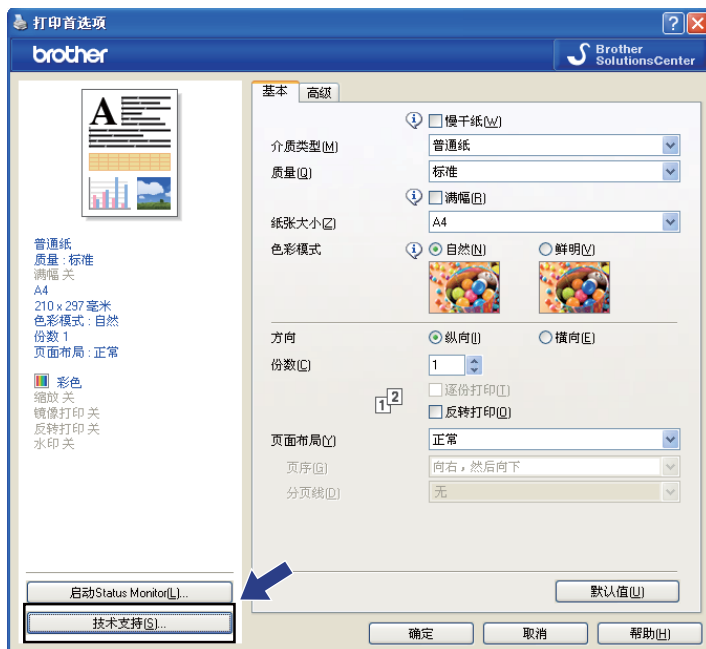 打印首选项
brother
Brother
SolutionsCenter
A
普通纸
质量 : 标准
满幅 关
A4
210 x 297 毫米
色彩模式 : 自然
份数 1
页面布局 : 正常
彩色
缩放 关
镜像打印 关
反转打印 关
水印 关
启动Status Monitor(L)...
技术支持(S)...
基本 高级
慢干纸(W)
介质类型(M) 普通纸
质量(Q) 标准
满幅(R)
纸张大小(Z) A4
色彩模式 自然(N) 鲜明(V)
方向 纵向(I) 横向(E)
份数(C) 1
逐份打印(T)
1 2 反转打印(O)
页面布局(Y) 正常
页序(G) 向右，然后向下
分页线(D) 无
默认值(U)
确定 取消 帮助(H)